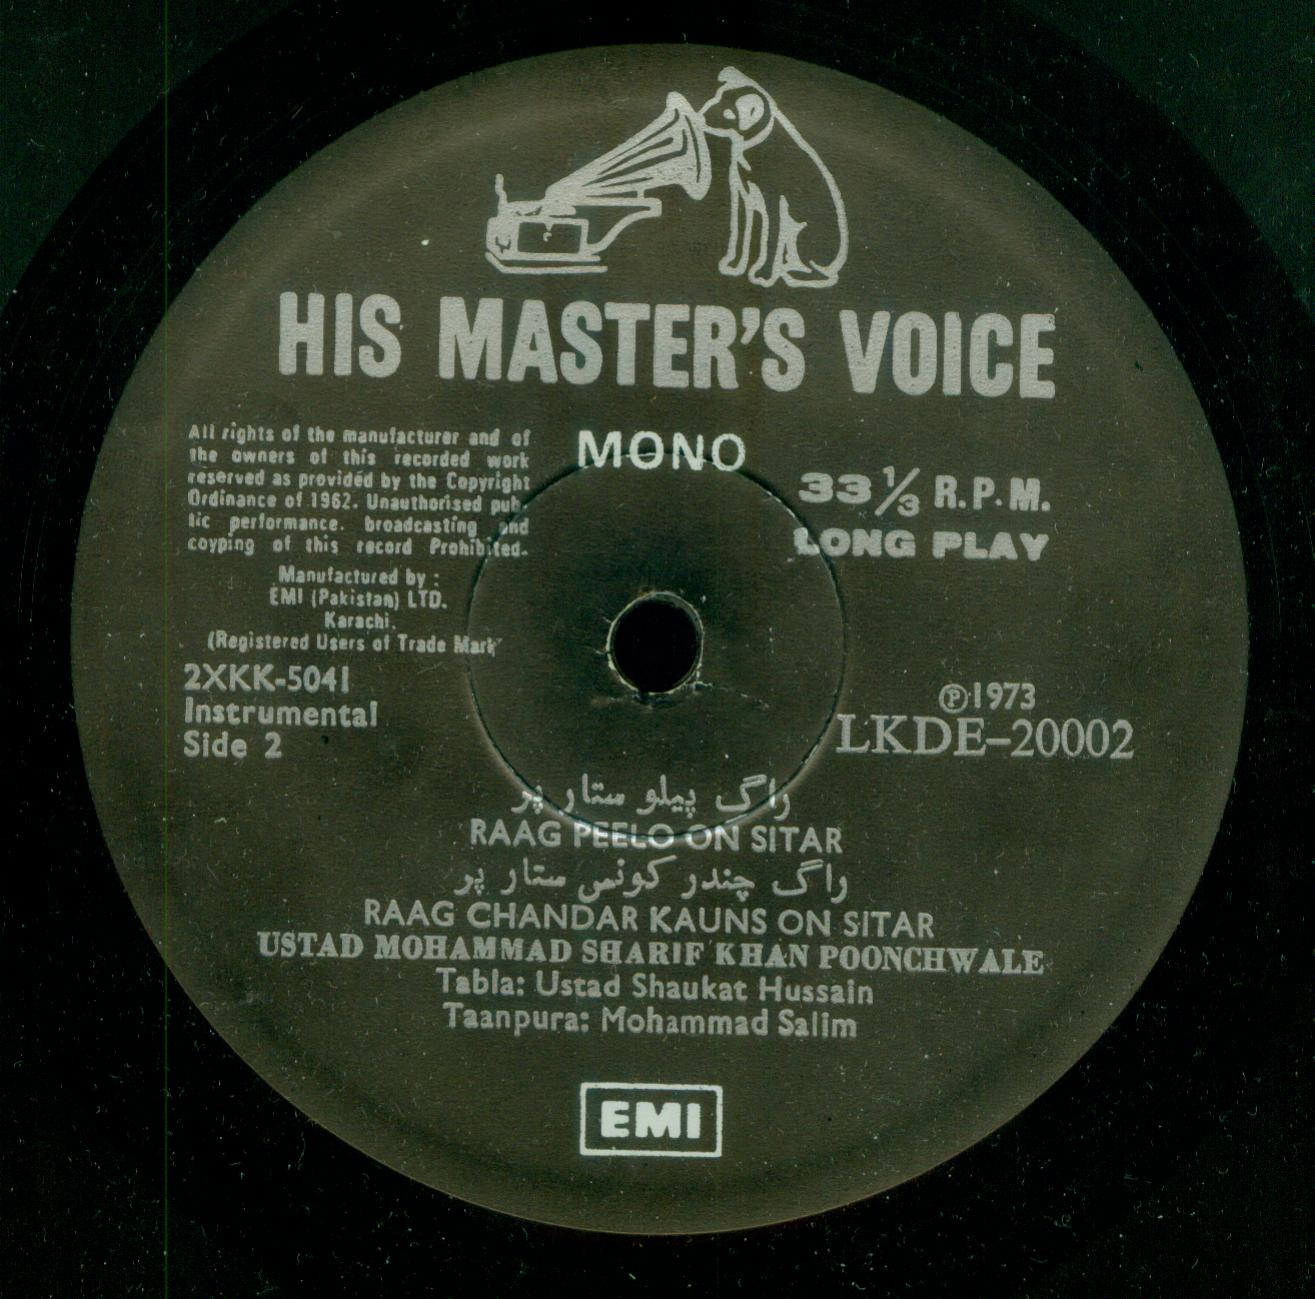 HIS MASTER'S VOICE
All rights of the manufacturer and of
the owners of this recorded work
reserved as provided by the Copyright
Ordinance of 1962. Unauthorised pub-
lic performance. broadcasting and
coyping of this record Prohibited.
Manufactured by :
EMI (Pakistan) LTD.
Karachi.
(Registered Users of Trade Mark
2XKK-5041
Instrumental
Side 2
MONO
33 1/3 R.P.M.
LONG PLAY
℗1973
LKDE-20002
راگ پیلو ستار پر
RAAG PEELO ON SITAR
راگ چندر کونس ستار پر
RAAG CHANDAR KAUNS ON SITAR
USTAD MOHAMMAD SHARIF KHAN POONCHWALE
Tabla: Ustad Shaukat Hussain
Taanpura: Mohammad Salim
EMI